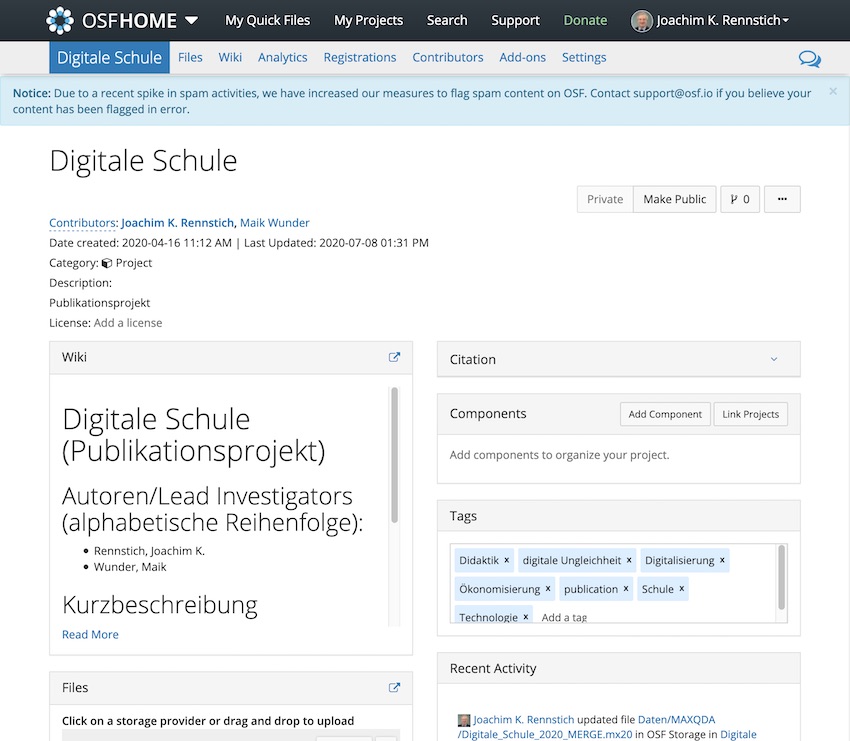 OSFHOME My Quick Files My Projects Search Support Donate Joachim K. Rennstich
Digitale Schule Files Wiki Analytics Registrations Contributors Add-ons Settings
Notice: Due to a recent spike in spam activities, we have increased our measures to flag spam content on OSF. Contact support@osf.io if you believe your ×
content has been flagged in error.
Digitale Schule
Private Make Public 0 ...
Contributors: Joachim K. Rennstich, Maik Wunder
Date created: 2020-04-16 11:12 AM | Last Updated: 2020-07-08 01:31 PM
Category: Project
Description:
Publikationsprojekt
License: Add a license
Wiki
Digitale Schule
(Publikationsprojekt)
Autoren/Lead Investigators
(alphabetische Reihenfolge):
• Rennstich, Joachim K.
• Wunder, Maik
Kurzbeschreibung
Read More
Files
Click on a storage provider or drag and drop to upload
Citation
Components Add Component Link Projects
Add components to organize your project.
Tags
Didaktik x digitale Ungleichheit x Digitalisierung x
Ökonomisierung x publication x Schule x
Technologie x Add a tag
Recent Activity
Joachim K. Rennstich updated file Daten/MAXQDA
/Digitale_Schule_2020_MERGE.mx20 in OSF Storage in Digitale